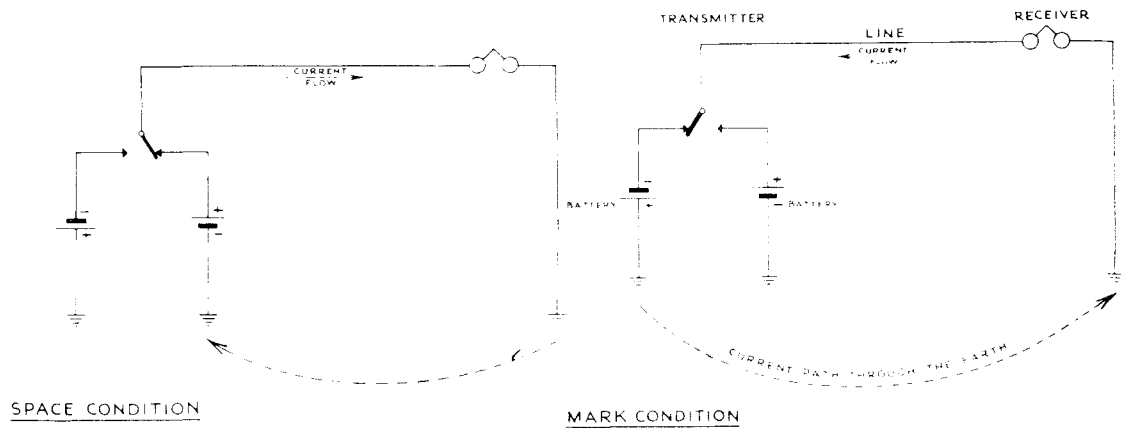 CURRENT
FLOW
-
+
+
-
SPACE CONDITION
TRANSMITTER
RECEIVER
LINE
CURRENT
FLOW
BATTERY
-
+
+
- BATTERY
CURRENT PATH THROUGH THE EARTH
MARK CONDITION